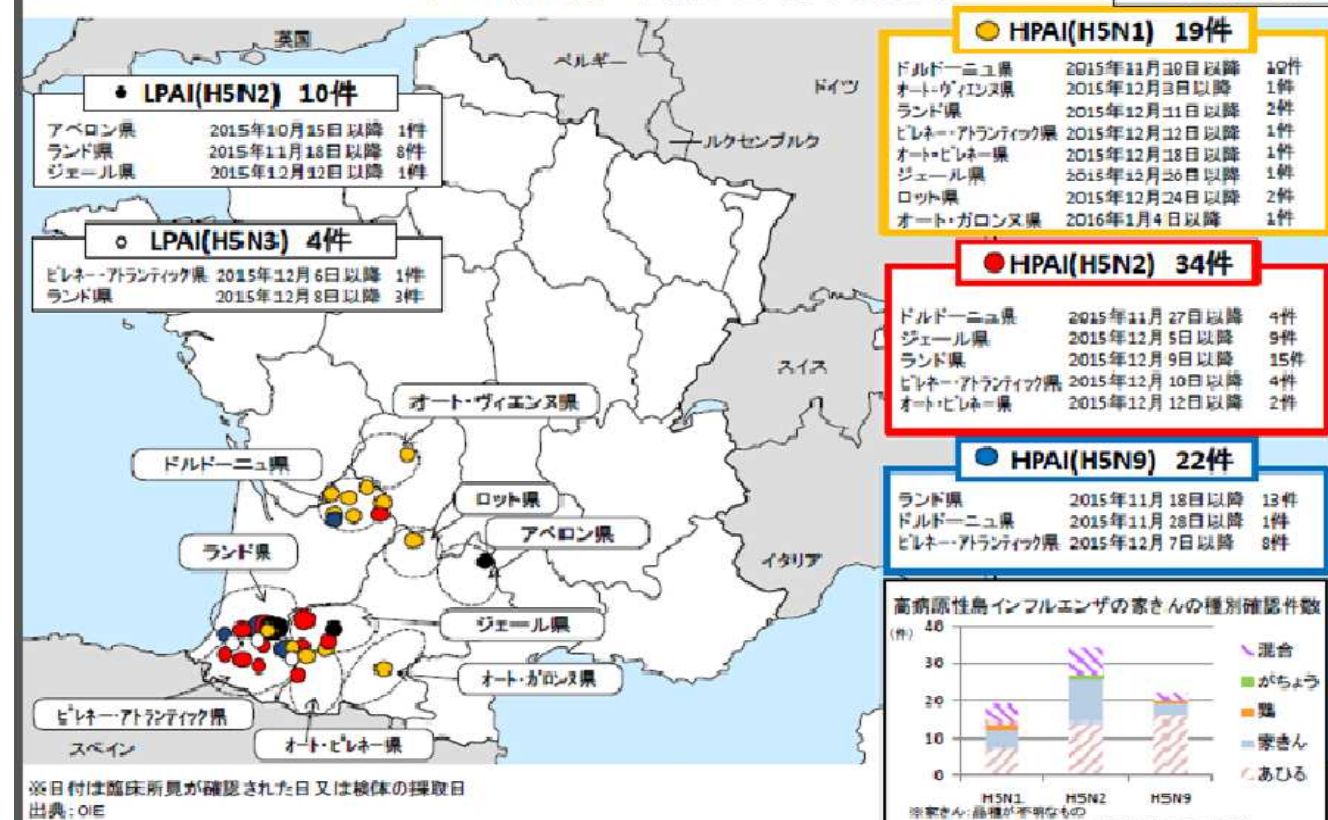 英国
ベルギー
ドイツ
ルクセンブルク
スイス
イタリア
スペイン
LPAI(H5N2) 10件
アベロン県 2015年10月15日以降 1件
ランド県 2015年11月18日以降 8件
ジェール県 2015年12月12日以降 1件
LPAI(H5N3) 4件
ピレネー・アトランティック県 2015年12月6日以降 1件
ランド県 2015年12月8日以降 3件
オート・ヴィエンヌ県
ドルドーニュ県
ロット県
アベロン県
ランド県
ジェール県
オート・ガロンヌ県
ピレネー・アトランティック県
オート・ピレネー県
HPAI(H5N1) 19件
ドルドーニュ県 2015年11月10日以降 10件
オート・ヴィエンヌ県 2015年12月3日以降 1件
ランド県 2015年12月11日以降 2件
ピレネー・アトランティック県 2015年12月12日以降 1件
オート・ピレネー県 2015年12月18日以降 1件
ジェール県 2015年12月20日以降 1件
ロット県 2015年12月24日以降 2件
オート・ガロンヌ県 2016年1月4日以降 1件
HPAI(H5N2) 34件
ドルドーニュ県 2015年11月27日以降 4件
ジェール県 2015年12月5日以降 9件
ランド県 2015年12月9日以降 15件
ピレネー・アトランティック県 2015年12月10日以降 4件
オート・ピレネー県 2015年12月12日以降 2件
HPAI(H5N9) 22件
ランド県 2015年11月18日以降 13件
ドルドーニュ県 2015年11月28日以降 1件
ピレネー・アトランティック県 2015年12月7日以降 8件
高病原性鳥インフルエンザの家きんの種別確認件数
(件)
40
30
20
10
0
H5N1 H5N2 H5N9
混合
がちょう
鶏
家きん
あひる
※家きん:品種が不明なもの
※日付は臨床所見が確認された日又は検体の採取日
出典:OIE